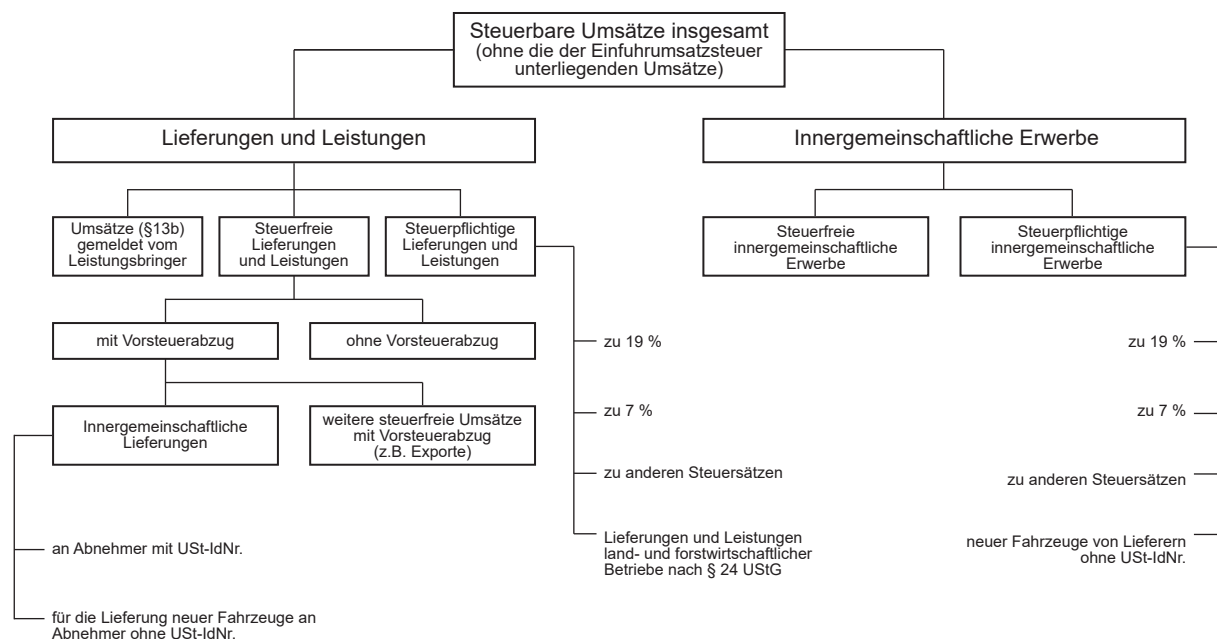 Steuerbare Umsätze insgesamt
(ohne die der Einfuhrumsatzsteuer
unterliegenden Umsätze)
Lieferungen und Leistungen
Innergemeinschaftliche Erwerbe
Umsätze (§13b)
gemeldet vom
Leistungsbringer
Steuerfreie
Lieferungen
und Leistungen
Steuerpflichtige
Lieferungen und
Leistungen
Steuerfreie
innergemeinschaftliche
Erwerbe
Steuerpflichtige
innergemeinschaftliche
Erwerbe
mit Vorsteuerabzug
ohne Vorsteuerabzug
zu 19 %
zu 19 %
Innergemeinschaftliche
Lieferungen
weitere steuerfreie Umsätze
mit Vorsteuerabzug
(z.B. Exporte)
zu 7 %
zu 7 %
zu anderen Steuersätzen
zu anderen Steuersätzen
an Abnehmer mit USt-IdNr.
Lieferungen und Leistungen
land- und forstwirtschaftlicher
Betriebe nach § 24 UStG
neuer Fahrzeuge von Lieferern
ohne USt-IdNr.
für die Lieferung neuer Fahrzeuge an
Abnehmer ohne USt-IdNr.